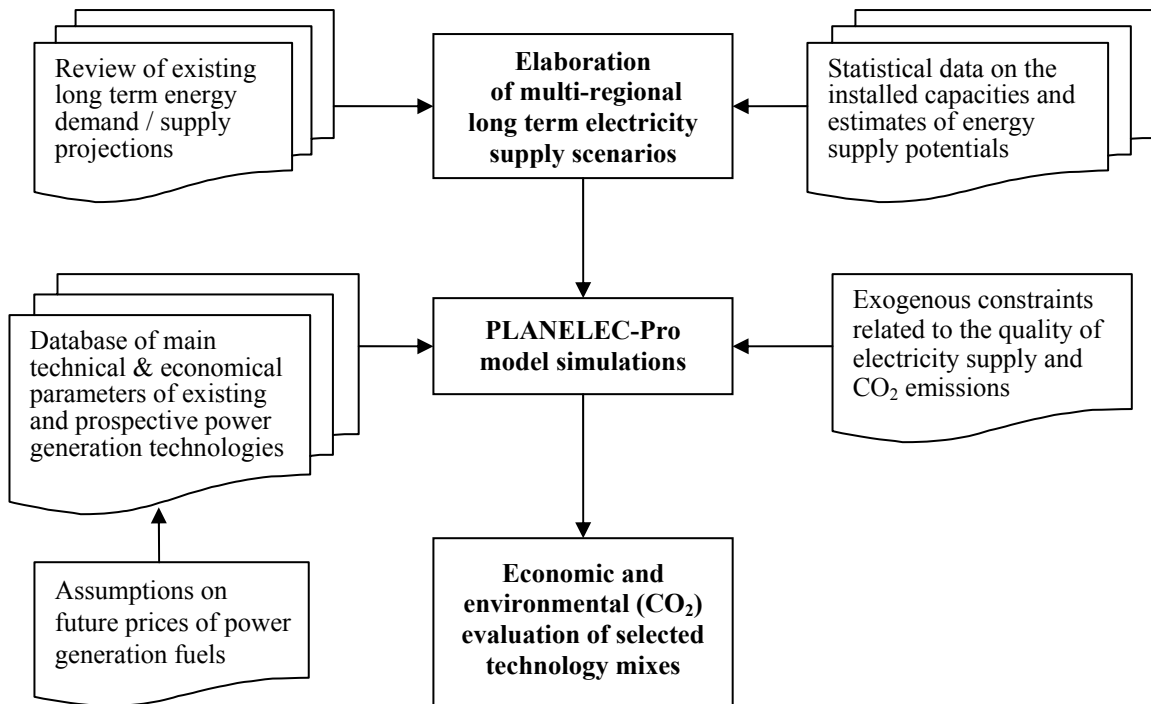 Review of existing
long term energy
demand / supply
projections
Elaboration
of multi-regional
long term electricity
supply scenarios
Statistical data on the
installed capacities and
estimates of energy
supply potentials
Database of main
technical & economical
parameters of existing
and prospective power
generation technologies
PLANELEC-Pro
model simulations
Exogenous constraints
related to the quality of
electricity supply and
CO₂ emissions
Assumptions on
future prices of power
generation fuels
Economic and
environmental (CO₂)
evaluation of selected
technology mixes